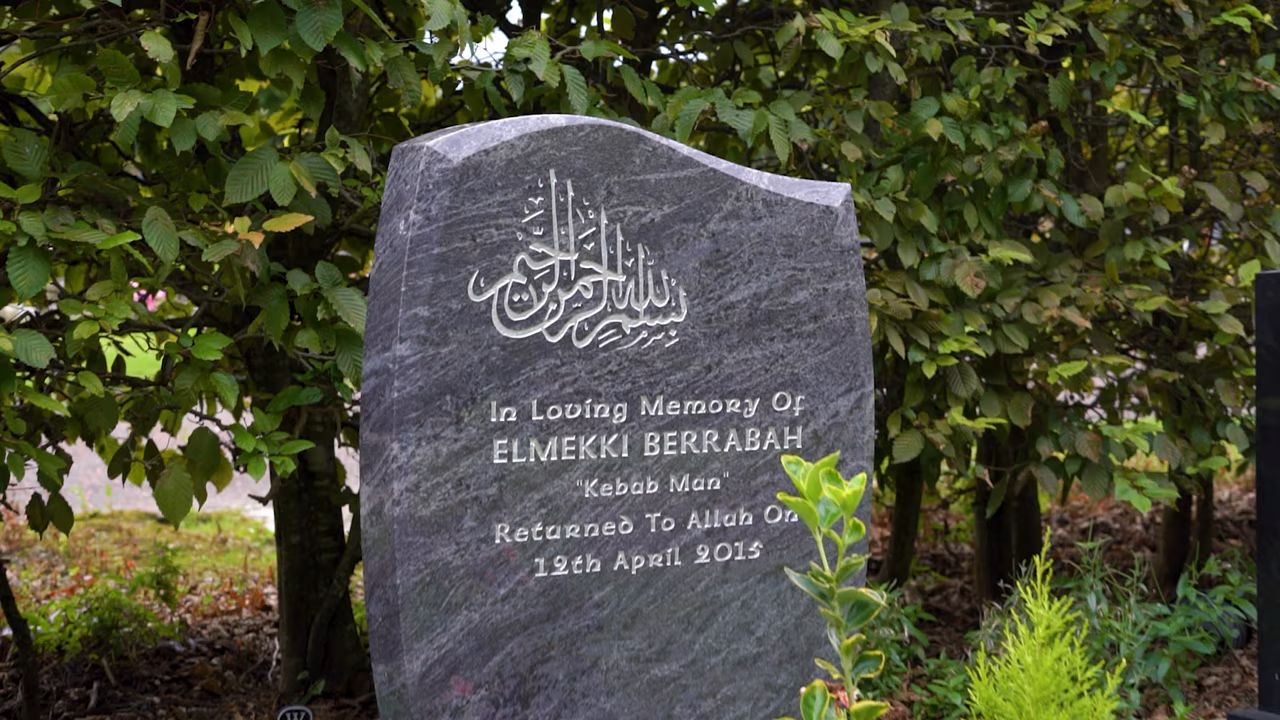 بسم الله الرحمن الرحيم
In Loving Memory Of
ELMEKKI BERRABAH
"Kebab Man"
Returned To Allah On
12th April 2015
W